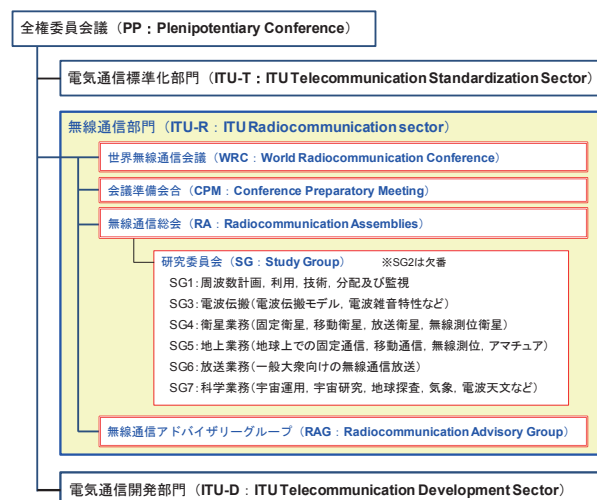 全権委員会議（PP：Plenipotentiary Conference）
電気通信標準化部門（ITU-T：ITU Telecommunication Standardization Sector）
無線通信部門（ITU-R：ITU Radiocommunication sector）
世界無線通信会議（WRC：World Radiocommunication Conference）
会議準備会合（CPM：Conference Preparatory Meeting）
無線通信総会（RA：Radiocommunication Assemblies）
研究委員会（SG：Study Group） ※SG2は欠番
SG1：周波数計画，利用，技術，分配及び監視
SG3：電波伝搬（電波伝搬モデル，電波雑音特性など）
SG4：衛星業務（固定衛星，移動衛星，放送衛星，無線測位衛星）
SG5：地上業務（地球上での固定通信，移動通信，無線測位，アマチュア）
SG6：放送業務（一般大衆向けの無線通信放送）
SG7：科学業務（宇宙運用，宇宙研究，地球探査，気象，電波天文など）
無線通信アドバイザリーグループ（RAG：Radiocommunication Advisory Group）
電気通信開発部門（ITU-D：ITU Telecommunication Development Sector）